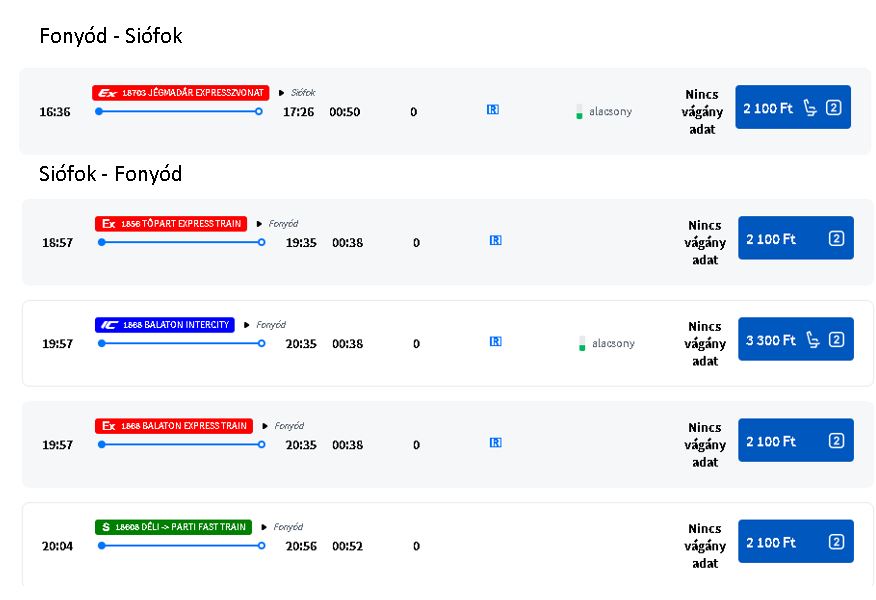 Fonyód - Siófok
Ex 18703 JÉGMADÁR EXPRESSZVONAT ▶ Siófok
16:36 17:26 00:50 0 R alacsony Nincs vágány adat 2 100 Ft 2
Siófok - Fonyód
Ex 1856 TÓPART EXPRESS TRAIN ▶ Fonyód
18:57 19:35 00:38 0 R Nincs vágány adat 2 100 Ft 2
IC 1868 BALATON INTERCITY ▶ Fonyód
19:57 20:35 00:38 0 R alacsony Nincs vágány adat 3 300 Ft 2
Ex 1868 BALATON EXPRESS TRAIN ▶ Fonyód
19:57 20:35 00:38 0 R Nincs vágány adat 2 100 Ft 2
S 18608 DÉLI -> PARTI FAST TRAIN ▶ Fonyód
20:04 20:56 00:52 0 Nincs vágány adat 2 100 Ft 2